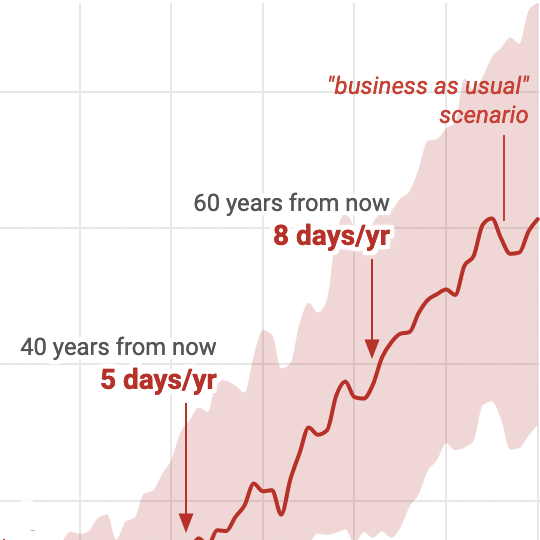 "business as usual"
scenario
60 years from now
8 days/yr
40 years from now
5 days/yr